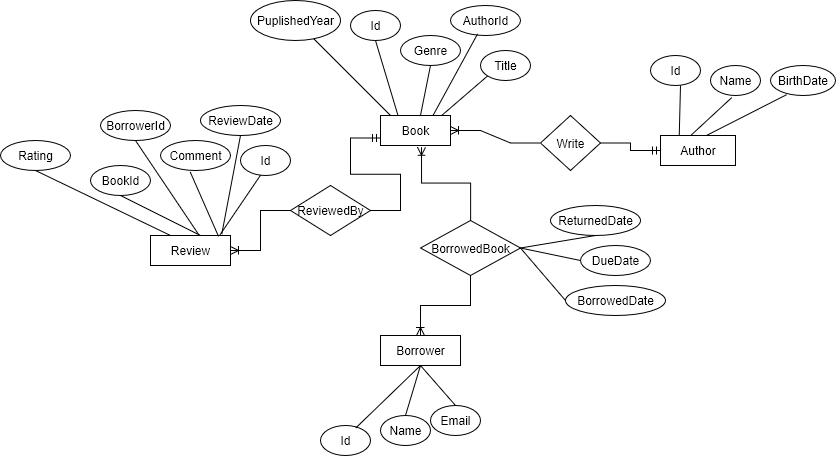 PuplishedYear
Id
AuthorId
Genre
Title
Id
Name
BirthDate
Book
Write
Author
Rating
BorrowerId
ReviewDate
BookId
Comment
Id
ReviewedBy
Review
BorrowedBook
ReturnedDate
DueDate
BorrowedDate
Borrower
Id
Name
Email